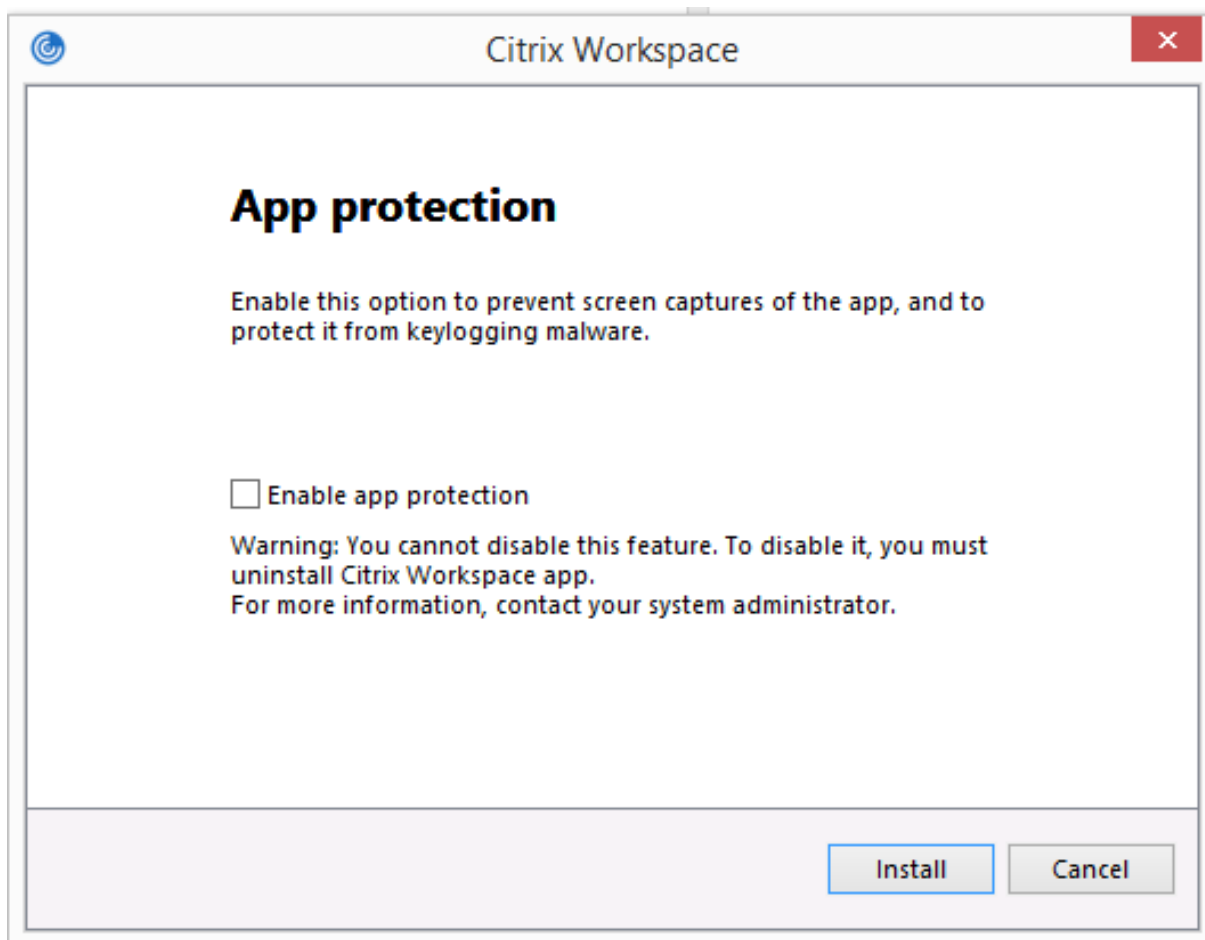 Citrix Workspace
App protection
Enable this option to prevent screen captures of the app, and to
protect it from keylogging malware.
Enable app protection
Warning: You cannot disable this feature. To disable it, you must
uninstall Citrix Workspace app.
For more information, contact your system administrator.
Install
Cancel